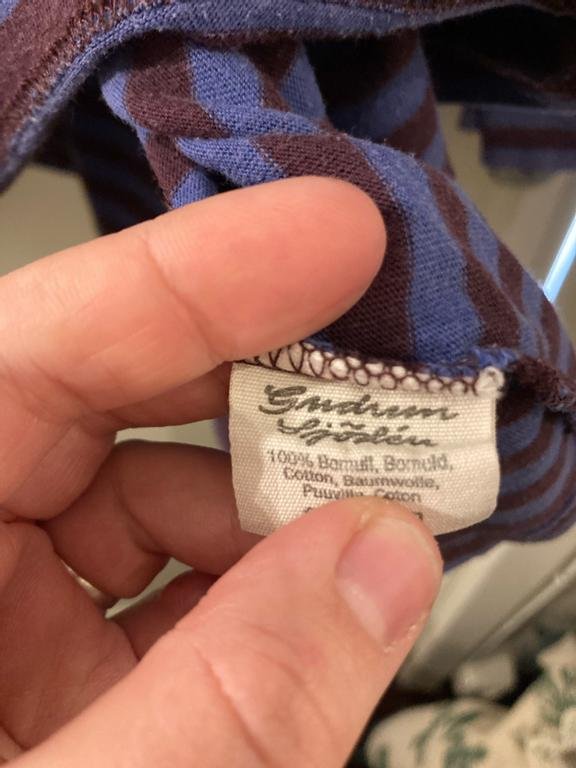 Gudrun
Sjödén
100% Bomull, Bomuld,
Cotton, Baumwolle,
Puuvilla, Coton